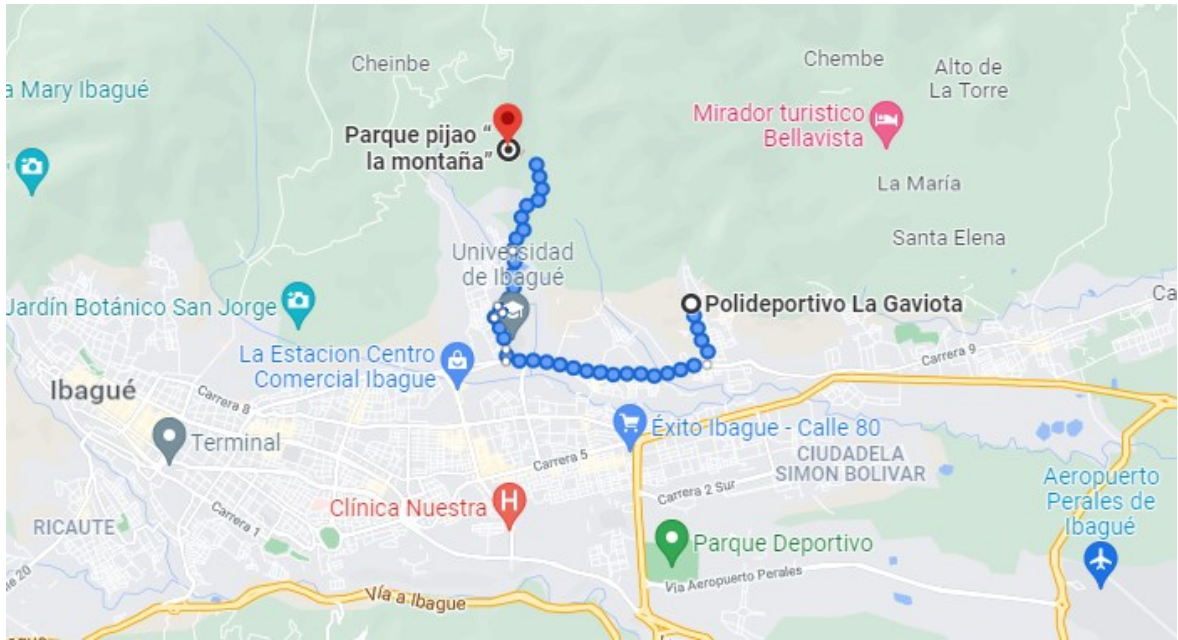 Cheinbe
Chembe
Alto de
La Torre
a Mary Ibagué
Mirador turistico
Bellavista
Parque pijao “
la montaña”
La María
Santa Elena
Universidad
de Ibagué
Jardín Botánico San Jorge
Polideportivo La Gaviota
Ca
La Estacion Centro
Comercial Ibague
Carrera 9
Ibagué
Carrera 8
Terminal
Éxito Ibague - Calle 80
Carrera 5
CIUDADELA
SIMON BOLIVAR
Carrera 2 Sur
Aeropuerto
Perales de
Ibagué
Clínica Nuestra
H
RICAUTE
Carrera 1
Parque Deportivo
Vía Aeropuerto Perales
Vía a Ibague